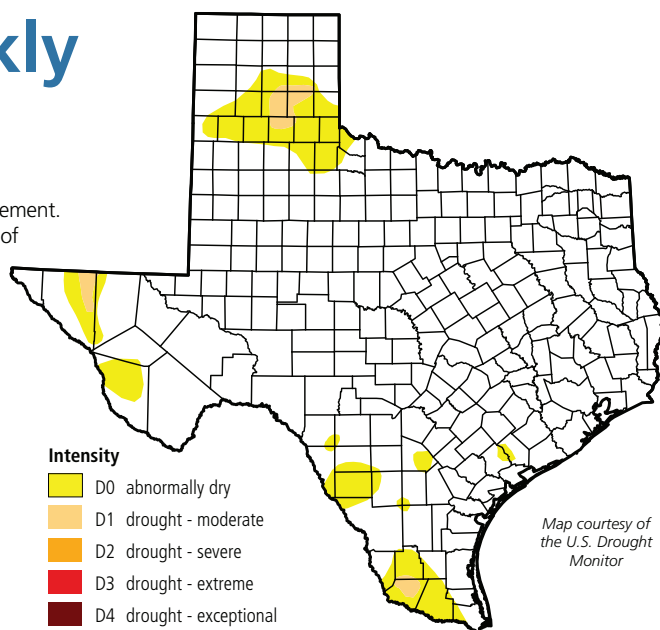 kly
ement.
of
Intensity
D0 abnormally dry
D1 drought - moderate
D2 drought - severe
D3 drought - extreme
D4 drought - exceptional
Map courtesy of
the U.S. Drought
Monitor